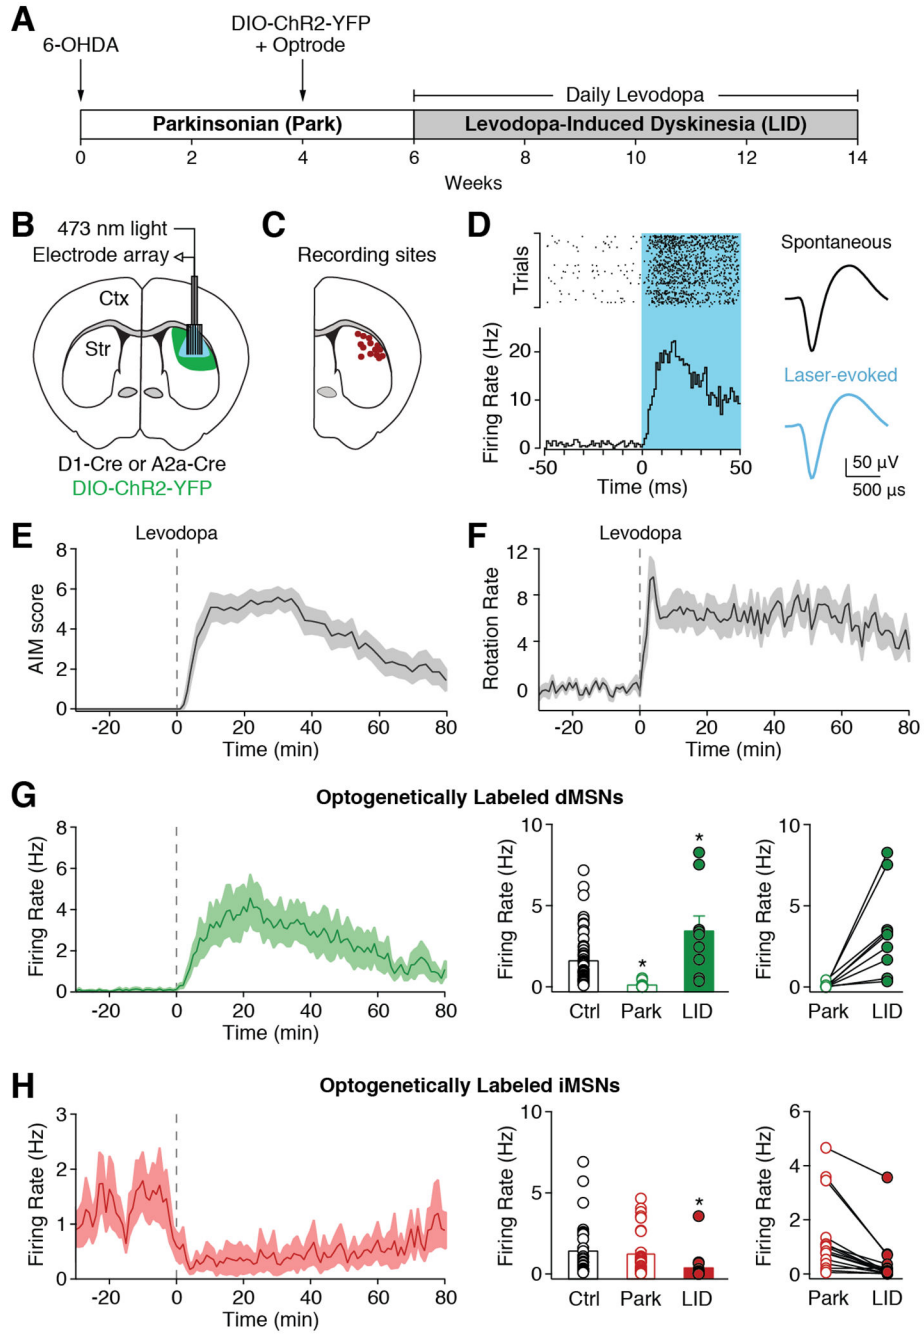 A
6-OHDA
DIO-ChR2-YFP
+ Optrode
Daily Levodopa
Parkinsonian (Park)
Levodopa-Induced Dyskinesia (LID)
0 2 4 6 8 10 12 14
Weeks
B
473 nm light
Electrode array
Ctx
Str
D1-Cre or A2a-Cre
DIO-ChR2-YFP
C
Recording sites
D
Trials
Firing Rate (Hz)
20
10
0
-50 0 50
Time (ms)
Spontaneous
Laser-evoked
50 µV
500 µs
E
Levodopa
AIM score
8
6
4
2
0
-20 0 20 40 60 80
Time (min)
F
Levodopa
Rotation Rate
12
8
4
0
-20 0 20 40 60 80
Time (min)
G
Optogenetically Labeled dMSNs
Firing Rate (Hz)
8
6
4
2
0
-20 0 20 40 60 80
Time (min)
Firing Rate (Hz)
10
5
0
*
*
Ctrl Park LID
Firing Rate (Hz)
10
5
0
Park LID
H
Optogenetically Labeled iMSNs
Firing Rate (Hz)
3
2
1
0
-20 0 20 40 60 80
Time (min)
Firing Rate (Hz)
10
5
0
*
Ctrl Park LID
Firing Rate (Hz)
6
4
2
0
Park LID